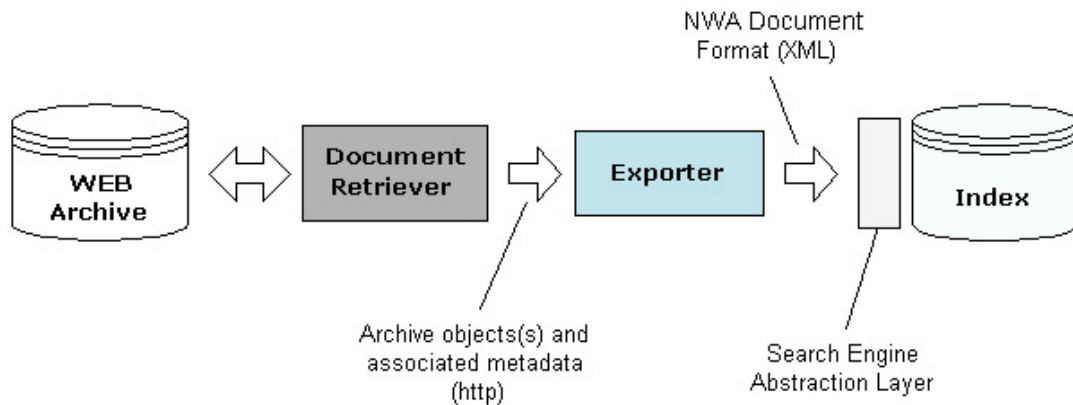 NWA Document
Format (XML)
WEB
Archive
Document
Retriever
Exporter
Index
Archive objects(s) and
associated metadata
(http)
Search Engine
Abstraction Layer